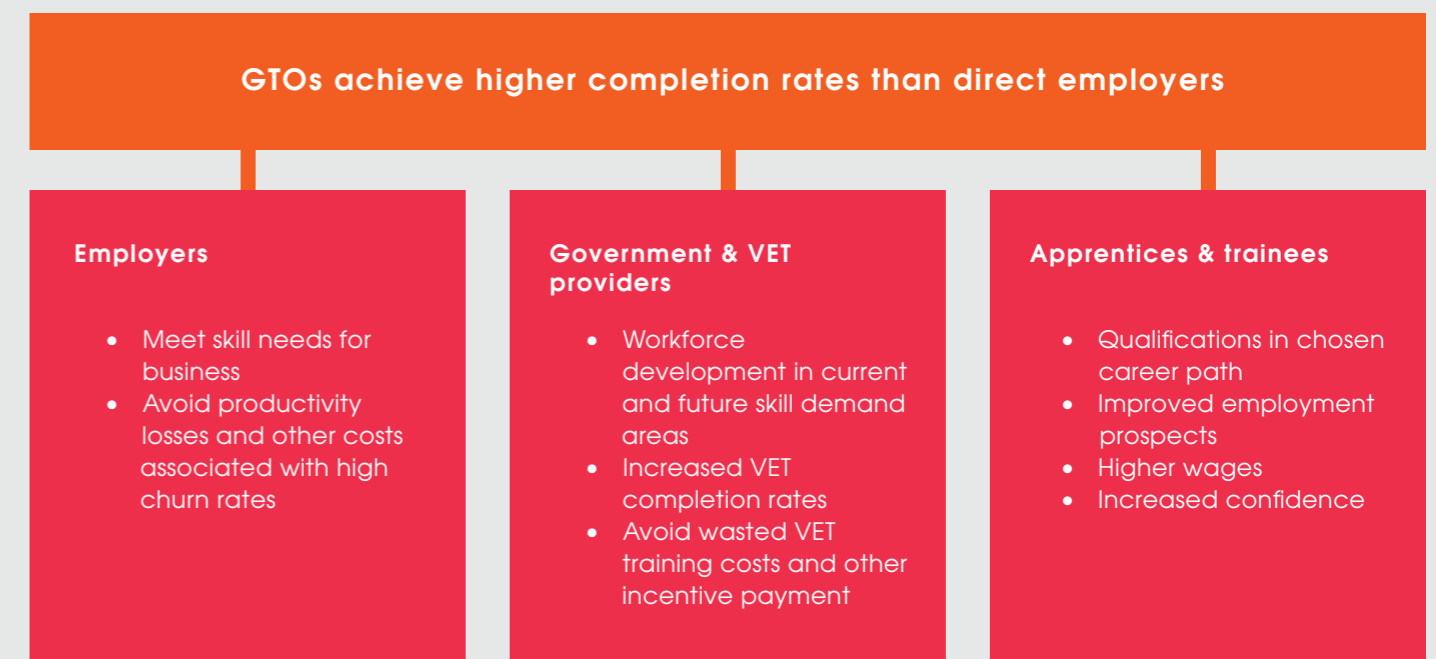 GTOs achieve higher completion rates than direct employers
Employers
• Meet skill needs for
business
• Avoid productivity
losses and other costs
associated with high
churn rates
Government & VET
providers
• Workforce
development in current
and future skill demand
areas
• Increased VET
completion rates
• Avoid wasted VET
training costs and other
incentive payment
Apprentices & trainees
• Qualifications in chosen
career path
• Improved employment
prospects
• Higher wages
• Increased confidence